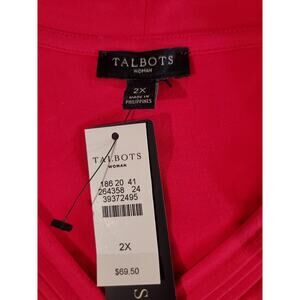 TALBOTS
WOMAN
2X
MADE IN
PHILIPPINES
TALBOTS
WOMAN
186 20 41
264358 24
39372495
2X
$69.50
S